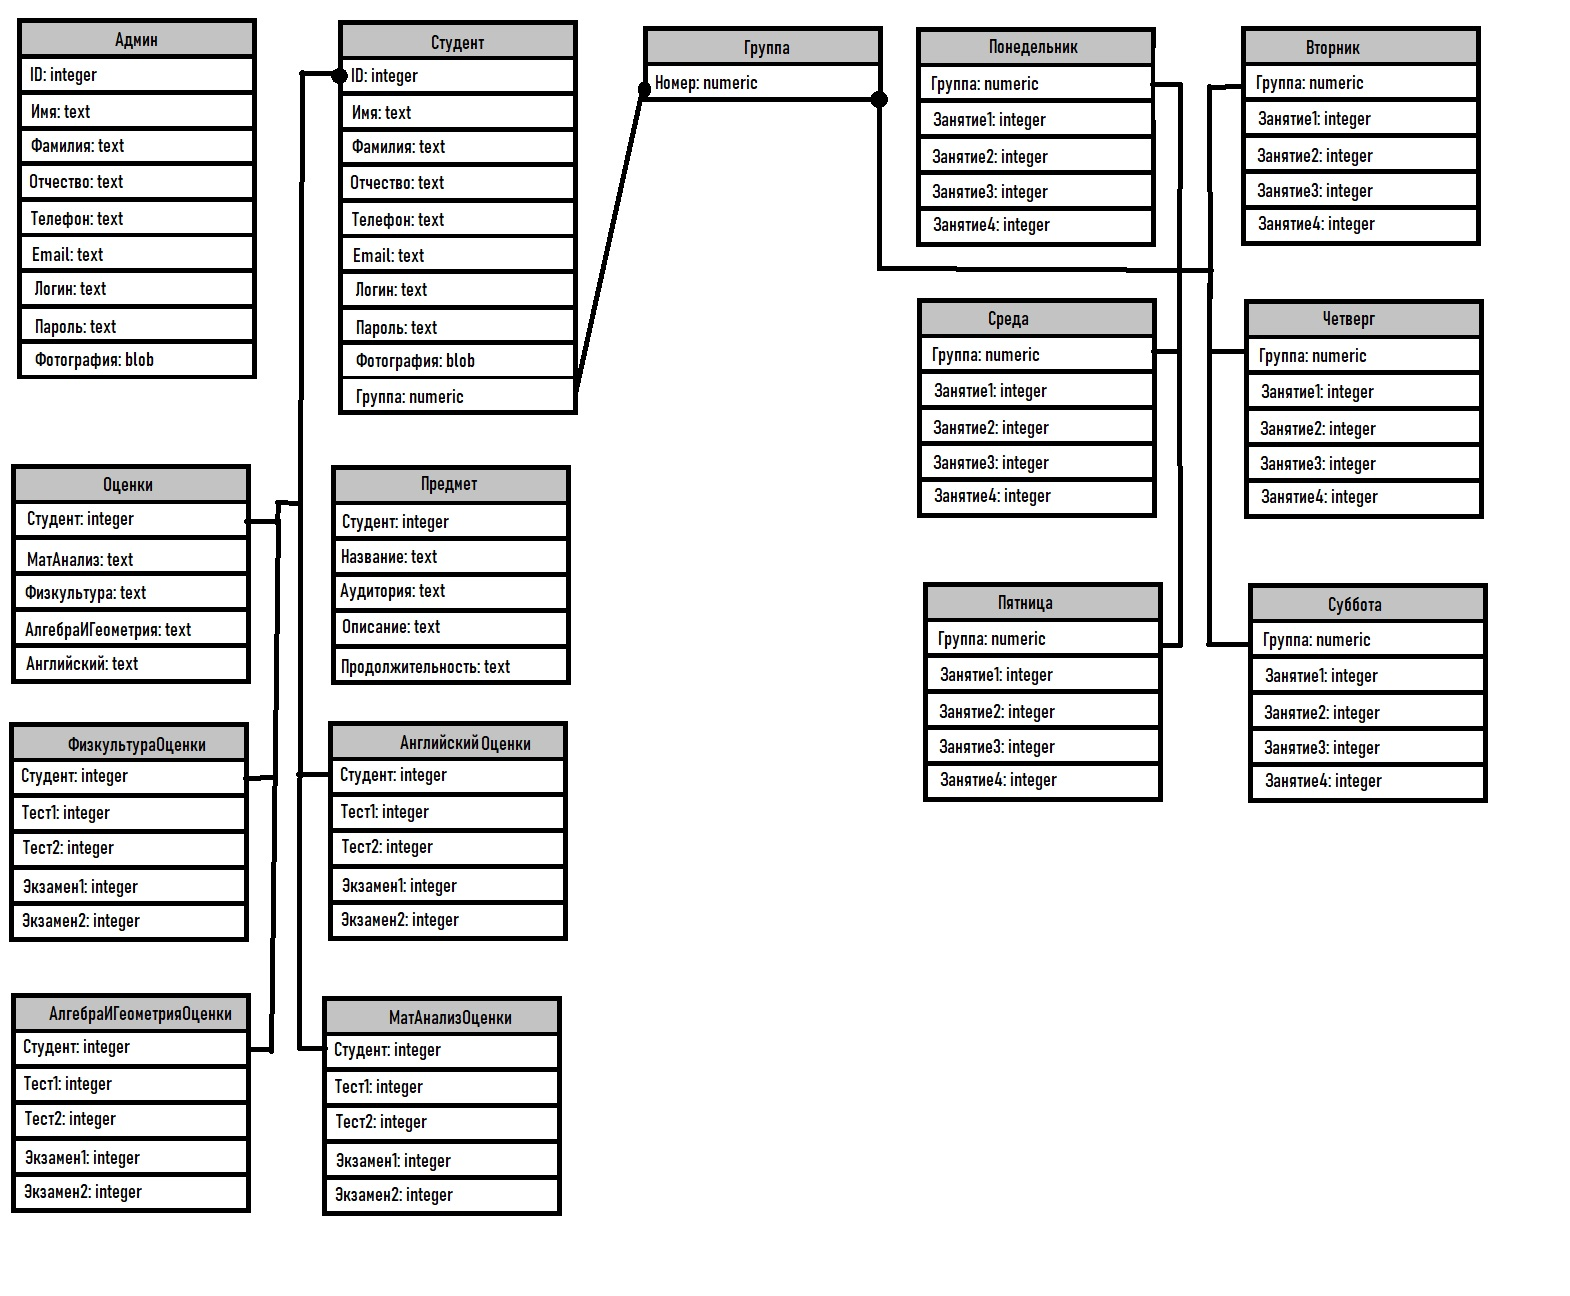 Админ
ID: integer
Имя: text
Фамилия: text
Отчество: text
Телефон: text
Email: text
Логин: text
Пароль: text
Фотография: blob
Студент
ID: integer
Имя: text
Фамилия: text
Отчество: text
Телефон: text
Email: text
Логин: text
Пароль: text
Фотография: blob
Группа: numeric
Группа
Номер: numeric
Понедельник
Группа: numeric
Занятие1: integer
Занятие2: integer
Занятие3: integer
Занятие4: integer
Вторник
Группа: numeric
Занятие1: integer
Занятие2: integer
Занятие3: integer
Занятие4: integer
Среда
Группа: numeric
Занятие1: integer
Занятие2: integer
Занятие3: integer
Занятие4: integer
Четверг
Группа: numeric
Занятие1: integer
Занятие2: integer
Занятие3: integer
Занятие4: integer
Оценки
Студент: integer
МатАнализ: text
Физкультура: text
АлгебраИГеометрия: text
Английский: text
Предмет
Студент: integer
Название: text
Аудитория: text
Описание: text
Продолжительность: text
Пятница
Группа: numeric
Занятие1: integer
Занятие2: integer
Занятие3: integer
Занятие4: integer
Суббота
Группа: numeric
Занятие1: integer
Занятие2: integer
Занятие3: integer
Занятие4: integer
ФизкультураОценки
Студент: integer
Тест1: integer
Тест2: integer
Экзамен1: integer
Экзамен2: integer
Английский Оценки
Студент: integer
Тест1: integer
Тест2: integer
Экзамен1: integer
Экзамен2: integer
АлгебраИГеометрияОценки
Студент: integer
Тест1: integer
Тест2: integer
Экзамен1: integer
Экзамен2: integer
МатАнализОценки
Студент: integer
Тест1: integer
Тест2: integer
Экзамен1: integer
Экзамен2: integer